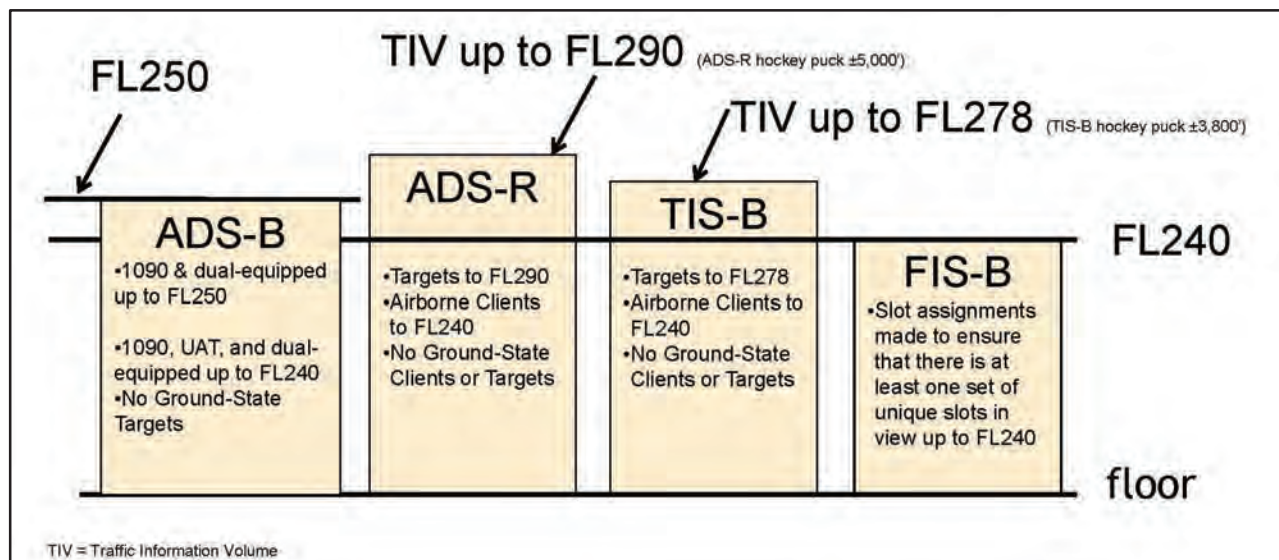 FL250
TIV up to FL290 (ADS-R hockey puck ±5,000')
TIV up to FL278 (TIS-B hockey puck ±3,800')
ADS-B
•1090 & dual-equipped
up to FL250
•1090, UAT, and dual-
equipped up to FL240
•No Ground-State
Targets
ADS-R
•Targets to FL290
•Airborne Clients
to FL240
•No Ground-State
Clients or Targets
TIS-B
•Targets to FL278
•Airborne Clients to
FL240
•No Ground-State
Clients or Targets
FL240
FIS-B
•Slot assignments
made to ensure
that there is at
least one set of
unique slots in
view up to FL240
floor
TIV = Traffic Information Volume